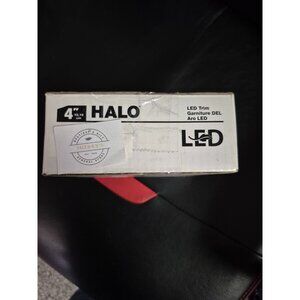 4"
HALO
LED Trim
Garniture DEL
Aro LED
LED